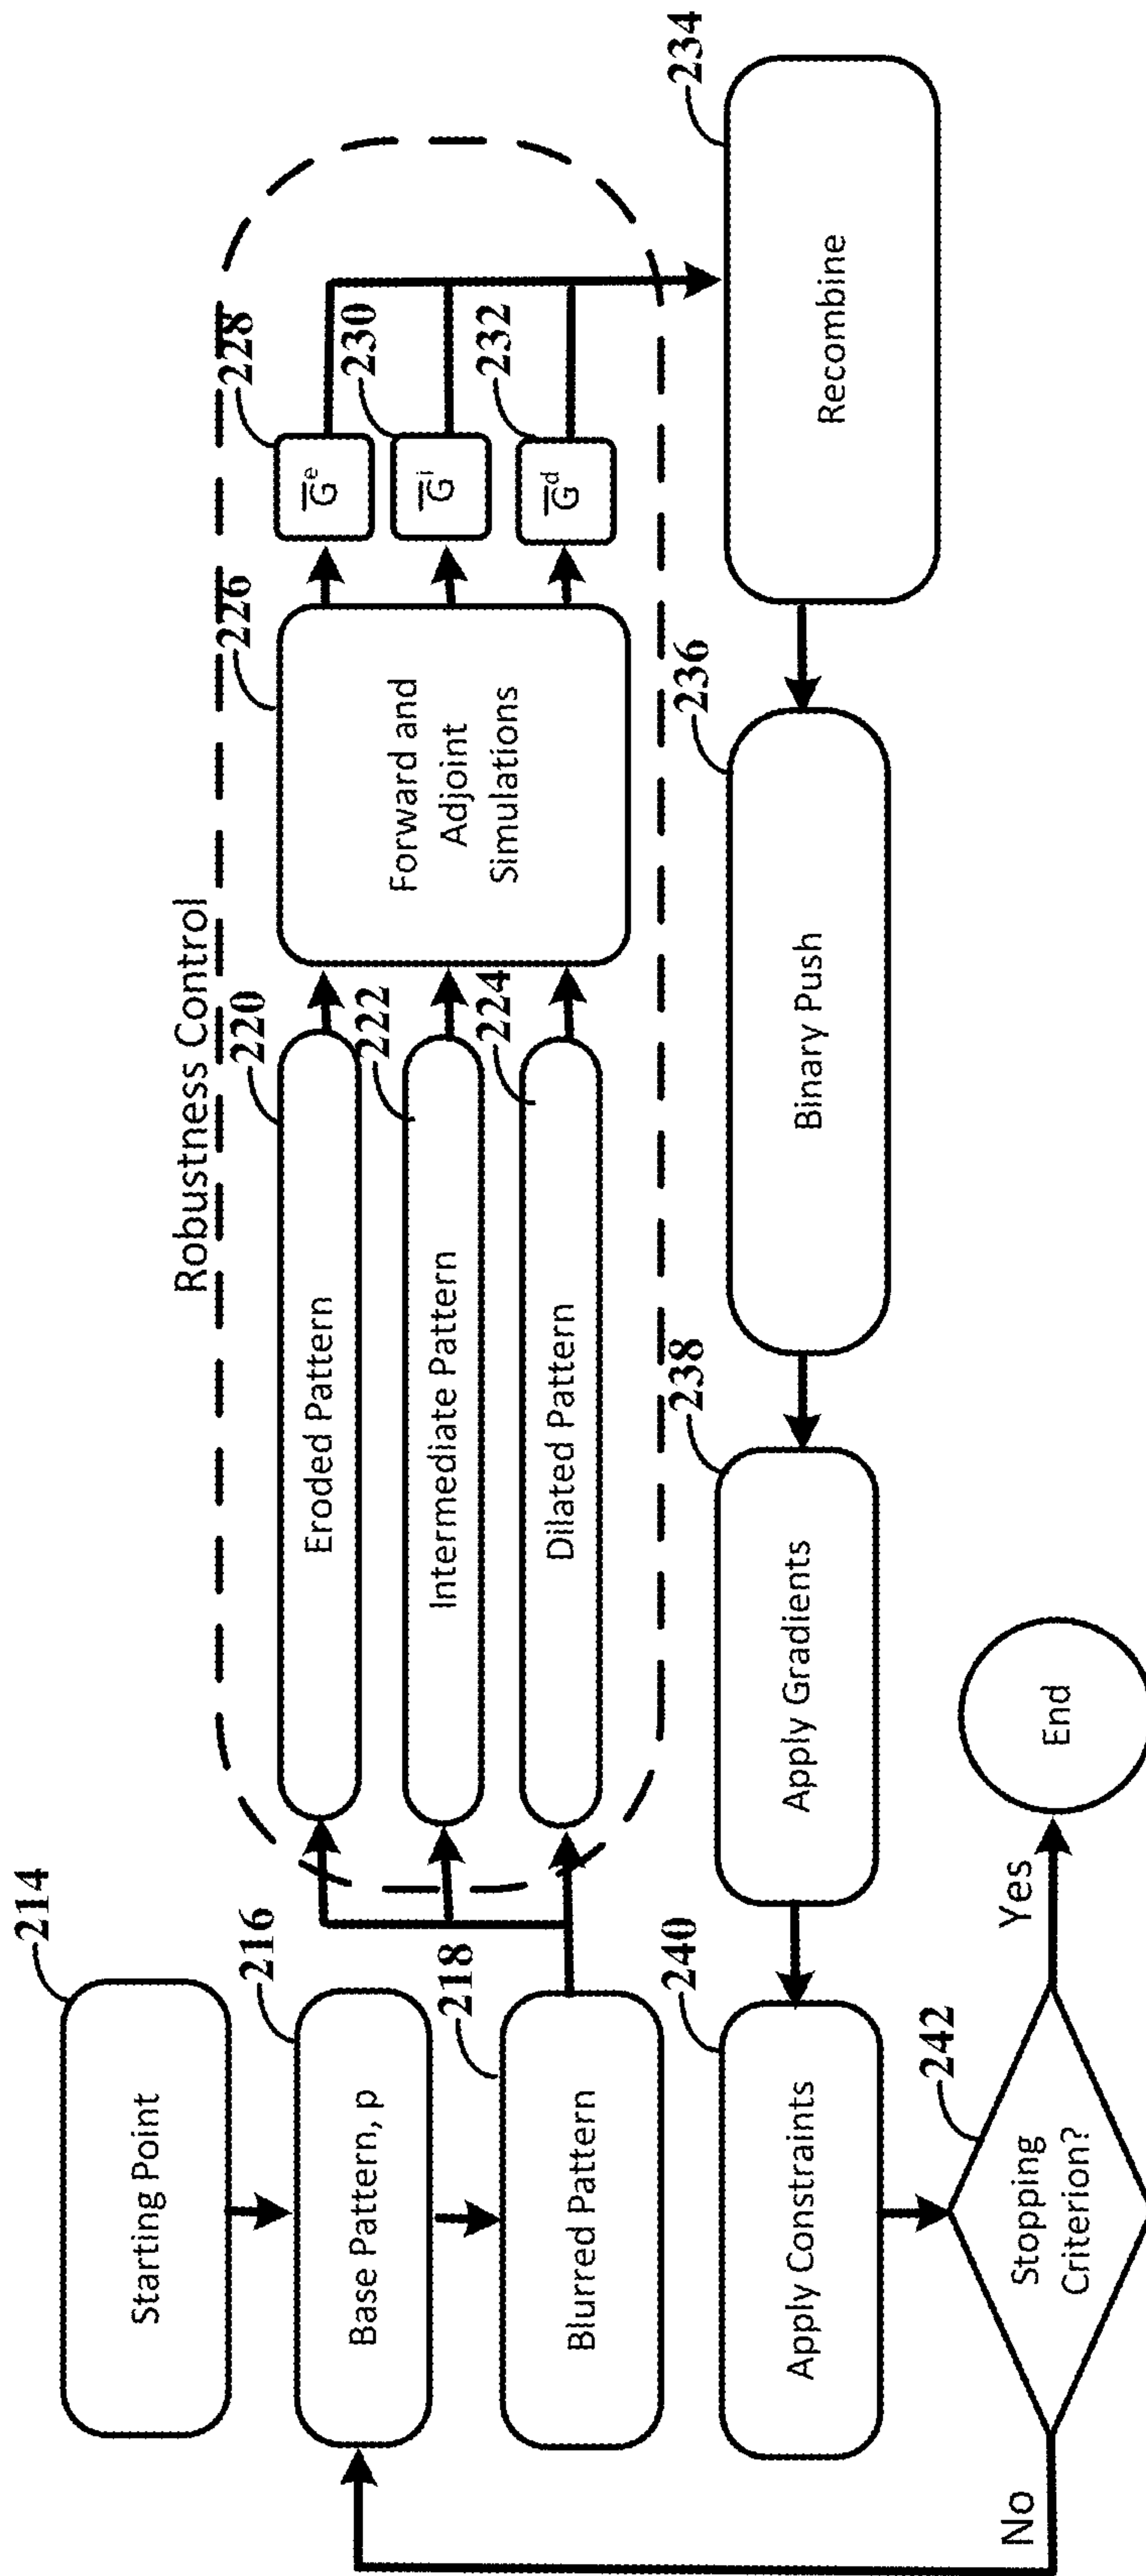 214
Starting Point
216
Base Pattern, p
218
Blurred Pattern
Robustness Control
220
Eroded Pattern
222
Intermediate Pattern
224
Dilated Pattern
226
Forward and
Adjoint
Simulations
228
G̅ᵉ
230
G̅ⁱ
232
G̅ᵈ
234
Recombine
236
Binary Push
238
Apply Gradients
240
Apply Constraints
242
Stopping
Criterion?
Yes
End
No